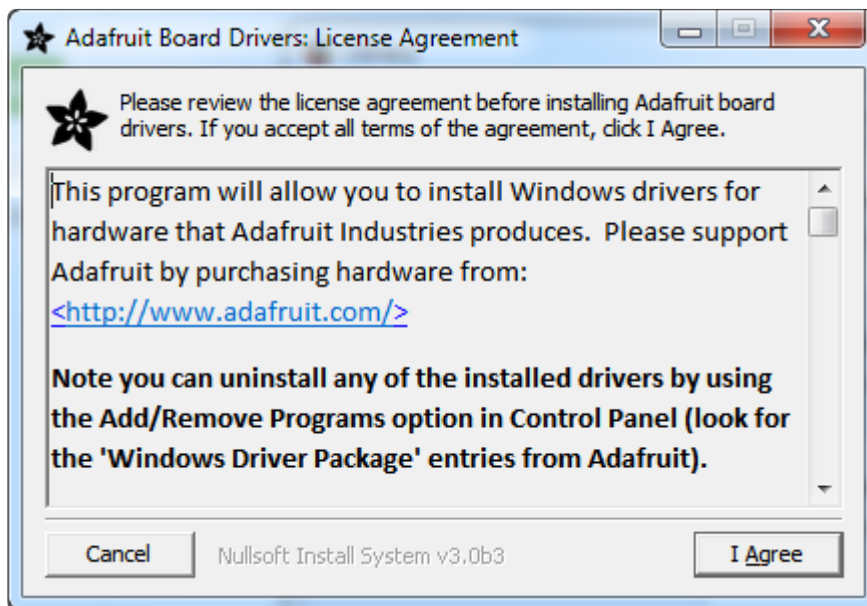 Adafruit Board Drivers: License Agreement
Please review the license agreement before installing Adafruit board
drivers. If you accept all terms of the agreement, click I Agree.
This program will allow you to install Windows drivers for
hardware that Adafruit Industries produces.  Please support
Adafruit by purchasing hardware from:
<http://www.adafruit.com/>
Note you can uninstall any of the installed drivers by using
the Add/Remove Programs option in Control Panel (look for
the 'Windows Driver Package' entries from Adafruit).
Cancel Nullsoft Install System v3.0b3 I Agree